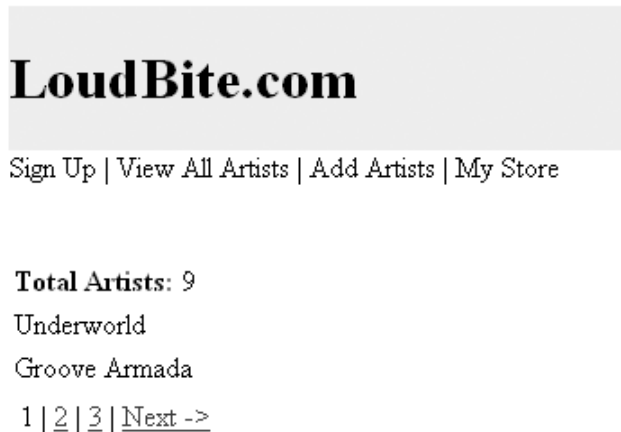 LoudBite.com
Sign Up | View All Artists | Add Artists | My Store
Total Artists: 9
Underworld
Groove Armada
1 | 2 | 3 | Next ->